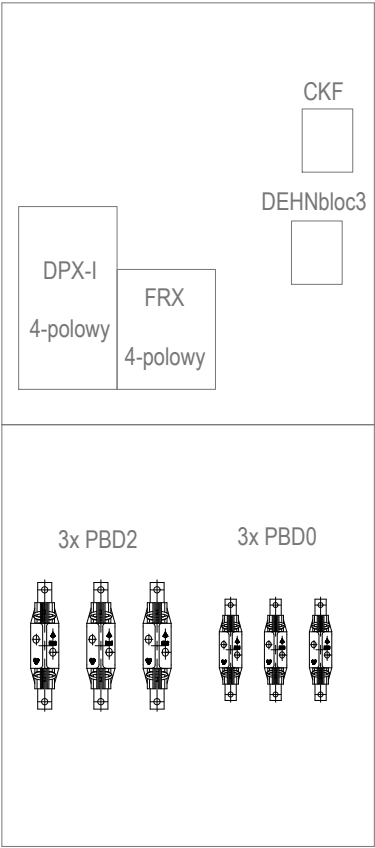 CKF
DEHNbloc3
DPX-I
4-polowy
FRX
4-polowy
3x PBD2
3x PBD0